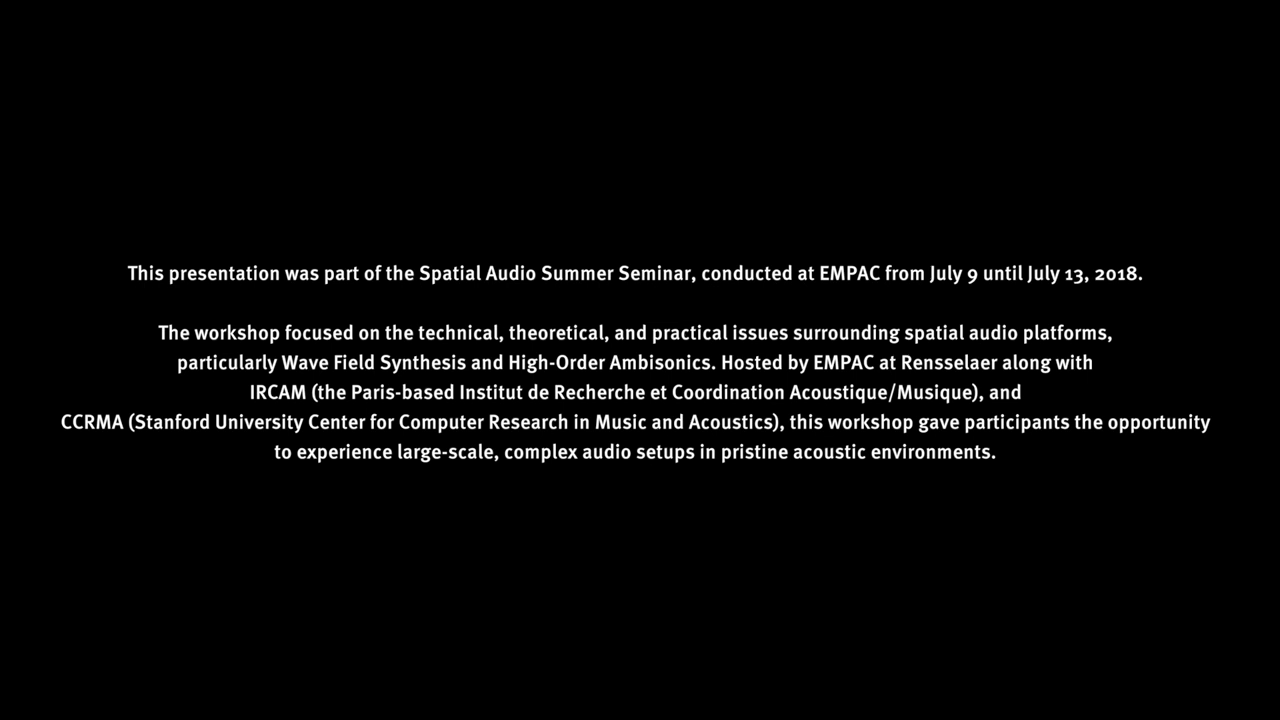 This presentation was part of the Spatial Audio Summer Seminar, conducted at EMPAC from July 9 until July 13, 2018.
The workshop focused on the technical, theoretical, and practical issues surrounding spatial audio platforms,
particularly Wave Field Synthesis and High-Order Ambisonics. Hosted by EMPAC at Rensselaer along with
IRCAM (the Paris-based Institut de Recherche et Coordination Acoustique/Musique), and
CCRMA (Stanford University Center for Computer Research in Music and Acoustics), this workshop gave participants the opportunity
to experience large-scale, complex audio setups in pristine acoustic environments.